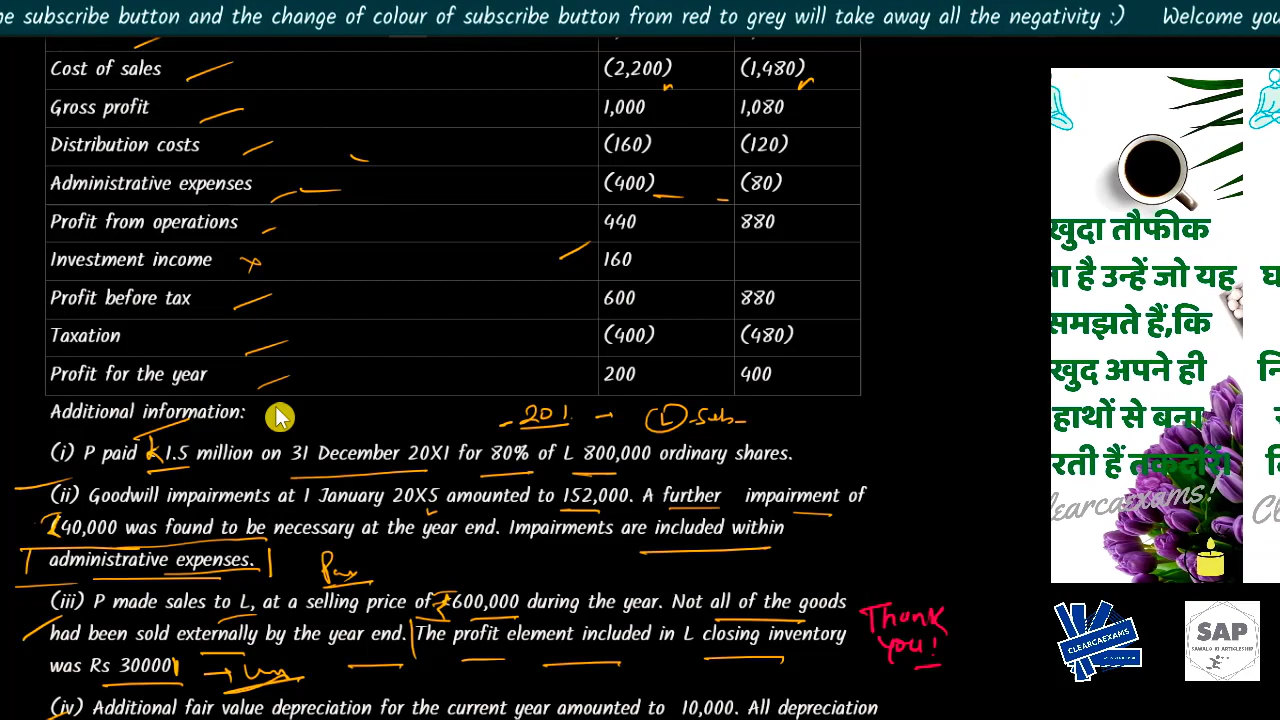 he subscribe button and the change of colour of subscribe button from red to grey will take away all the negativity :) Welcome you
Cost of sales (2,200) (1,480)
Gross profit 1,000 1,080
Distribution costs (160) (120)
Administrative expenses (400) (80)
Profit from operations 440 880
Investment income 160
Profit before tax 600 880
Taxation (400) (480)
Profit for the year 200 400
Additional information:
20%
(i) P paid ₹1.5 million on 31 December 20X1 for 80% of L 800,000 ordinary shares.
(ii) Goodwill impairments at 1 January 20X5 amounted to 152,000. A further impairment of
₹40,000 was found to be necessary at the year end. Impairments are included within
administrative expenses.
(iii) P made sales to L, at a selling price of ₹600,000 during the year. Not all of the goods
had been sold externally by the year end. The profit element included in L closing inventory
was Rs 30000
(iv) Additional fair value depreciation for the current year amounted to 10,000. All depreciation
खुदा तौफीक
ता है उन्हें जो यह
समझते हैं,कि
खुद अपने ही
हाथों से बना
रती हैं तकदीरें।
clearcaexams!
Thank
you!
CLEARCAEXAMS
SAP
SAWALO KI ARTICLESHIP